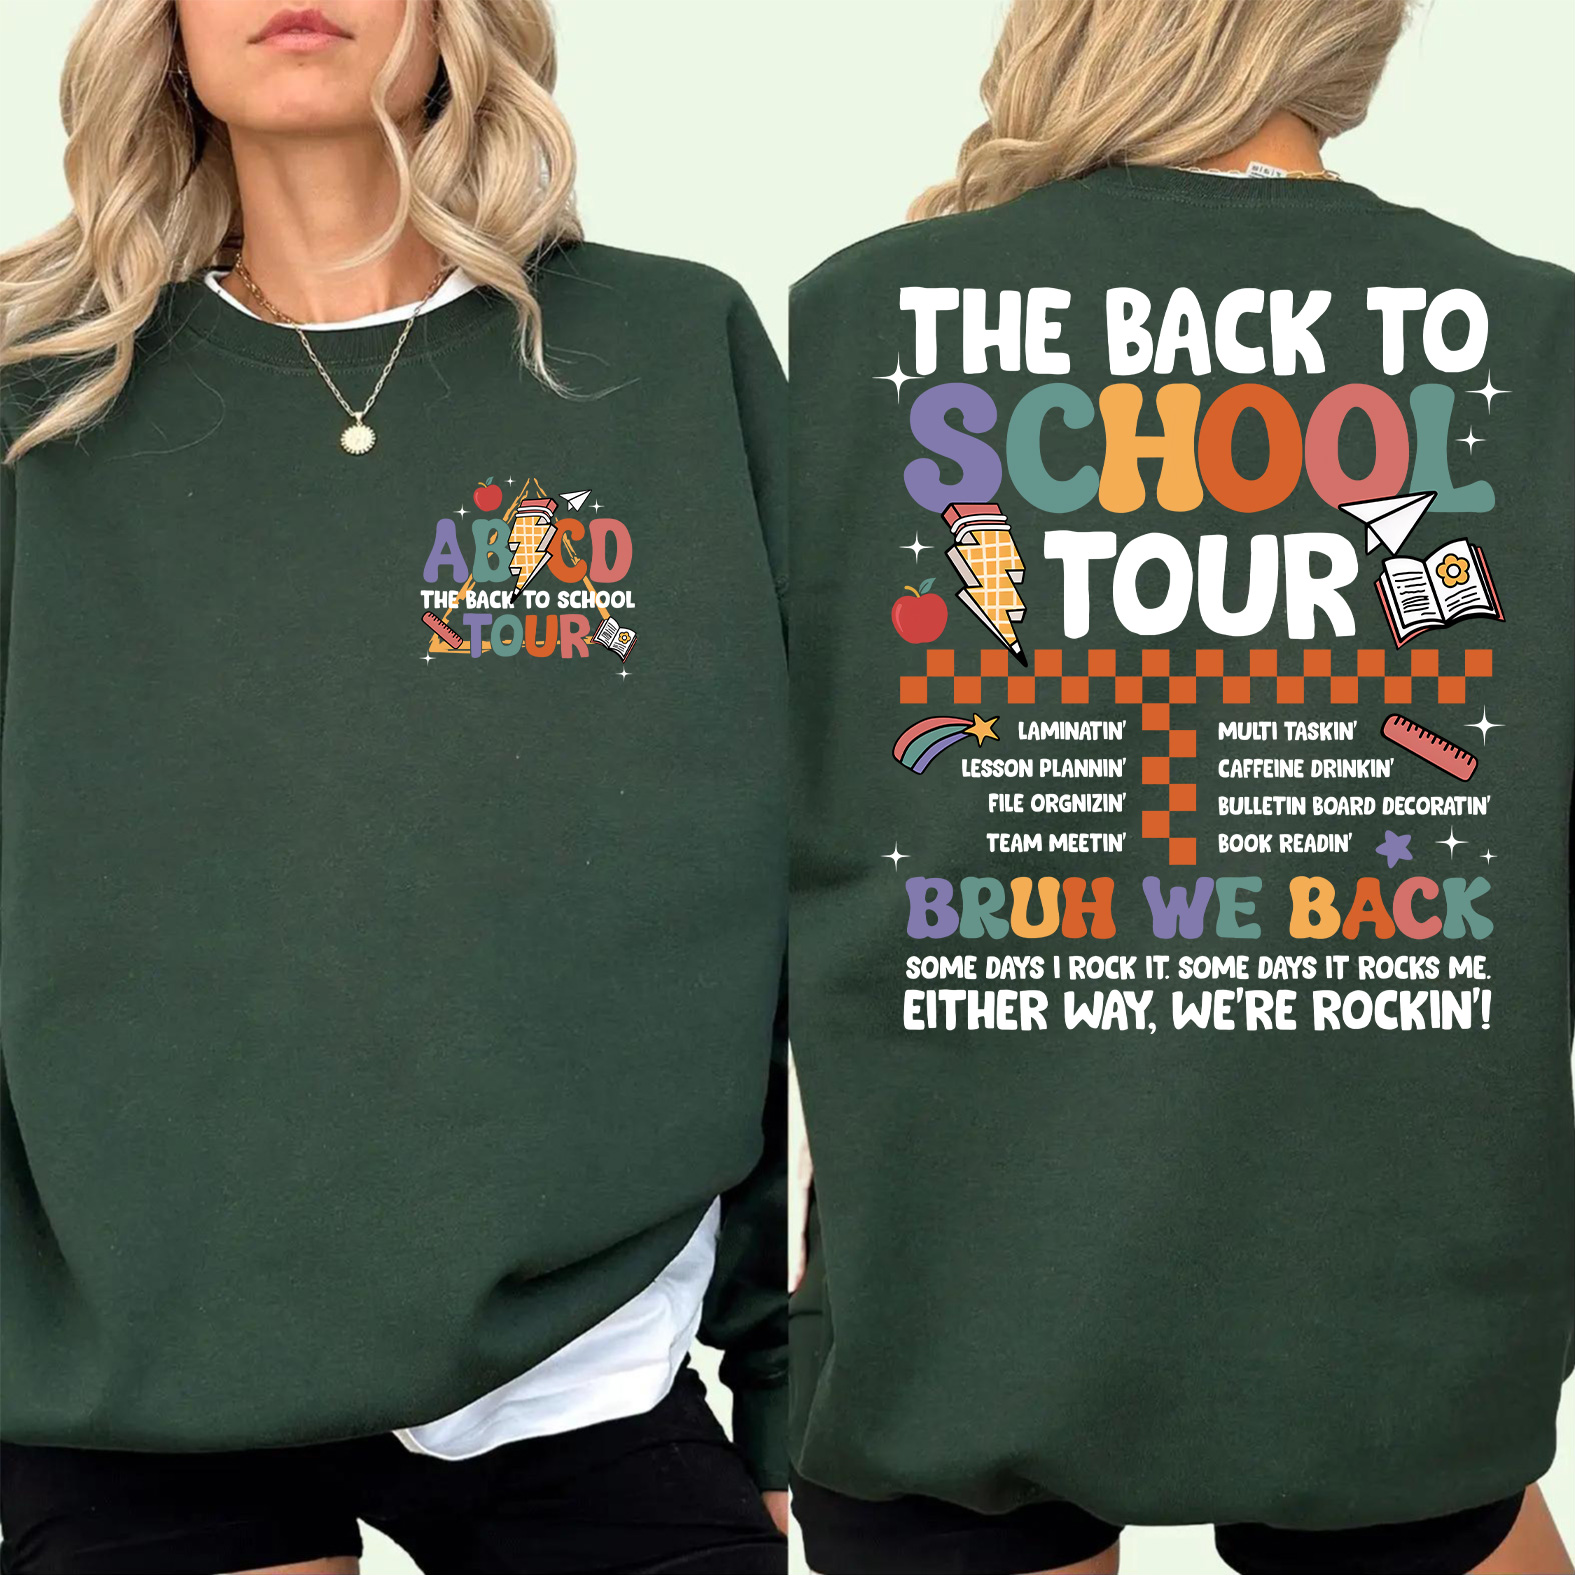 AB CD
THE BACK TO SCHOOL
TOUR
THE BACK TO
SCHOOL
TOUR
LAMINATIN'
LESSON PLANNIN'
FILE ORGNIZIN'
TEAM MEETIN'
MULTI TASKIN'
CAFFEINE DRINKIN'
BULLETIN BOARD DECORATIN'
BOOK READIN'
BRUH WE BACK
SOME DAYS I ROCK IT. SOME DAYS IT ROCKS ME.
EITHER WAY, WE'RE ROCKIN'!